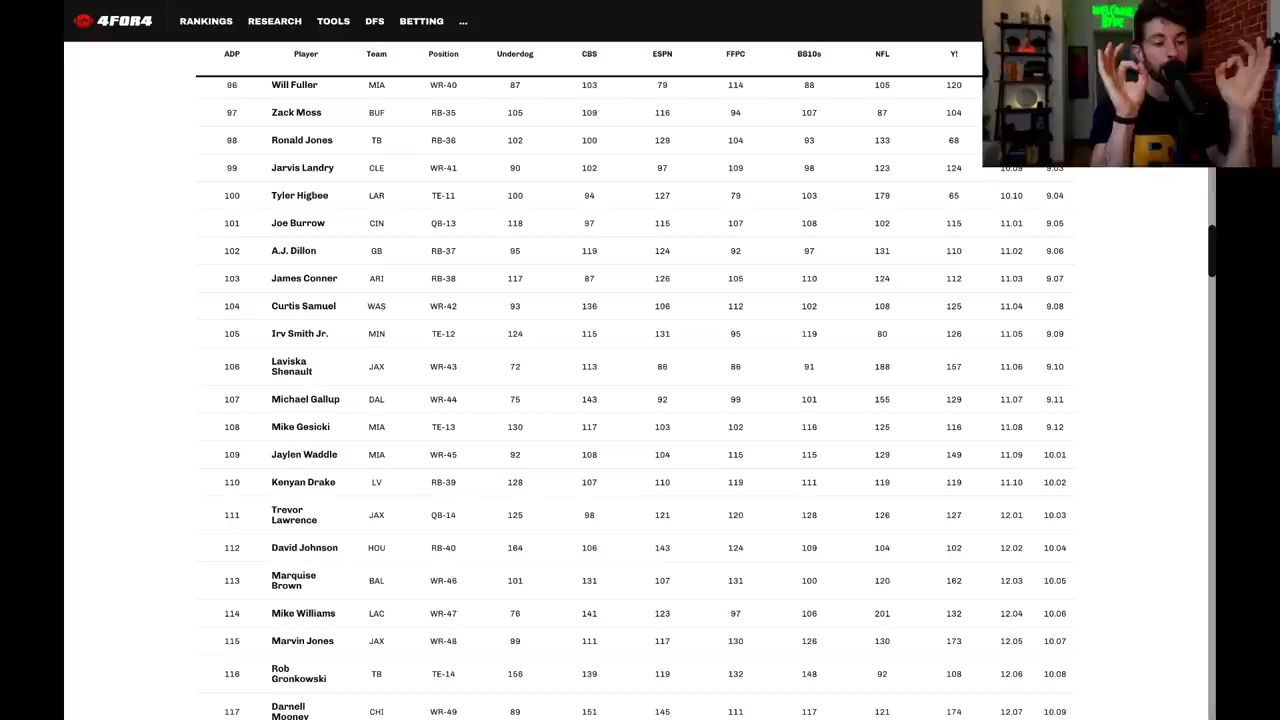 4FOR4 RANKINGS RESEARCH TOOLS DFS BETTING ...
WELCOME
ADP Player Team Position Underdog CBS ESPN FFPC BB10s NFL Y!
96 Will Fuller MIA WR-40 87 103 79 114 88 105 120
97 Zack Moss BUF RB-35 105 109 116 94 107 87 104
98 Ronald Jones TB RB-36 102 100 129 104 93 133 68
99 Jarvis Landry CLE WR-41 90 102 97 109 98 123 124 10.09 9.03
100 Tyler Higbee LAR TE-11 100 94 127 79 103 179 65 10.10 9.04
101 Joe Burrow CIN QB-13 118 97 115 107 108 102 115 11.01 9.05
102 A.J. Dillon GB RB-37 95 119 124 92 97 131 110 11.02 9.06
103 James Conner ARI RB-38 117 87 126 105 110 124 112 11.03 9.07
104 Curtis Samuel WAS WR-42 93 136 106 112 102 108 125 11.04 9.08
105 Irv Smith Jr. MIN TE-12 124 115 131 95 119 80 126 11.05 9.09
106 Laviska Shenault JAX WR-43 72 113 86 86 91 188 157 11.06 9.10
107 Michael Gallup DAL WR-44 75 143 92 99 101 155 129 11.07 9.11
108 Mike Gesicki MIA TE-13 130 117 103 102 116 125 116 11.08 9.12
109 Jaylen Waddle MIA WR-45 92 108 104 115 115 129 149 11.09 10.01
110 Kenyan Drake LV RB-39 128 107 110 119 111 119 119 11.10 10.02
111 Trevor Lawrence JAX QB-14 125 98 121 120 128 126 127 12.01 10.03
112 David Johnson HOU RB-40 164 106 143 124 109 104 102 12.02 10.04
113 Marquise Brown BAL WR-46 101 131 107 131 100 120 162 12.03 10.05
114 Mike Williams LAC WR-47 76 141 123 97 106 201 132 12.04 10.06
115 Marvin Jones JAX WR-48 99 111 117 130 126 130 173 12.05 10.07
116 Rob Gronkowski TB TE-14 156 139 119 132 148 92 108 12.06 10.08
117 Darnell Mooney CHI WR-49 89 151 145 111 117 121 174 12.07 10.09